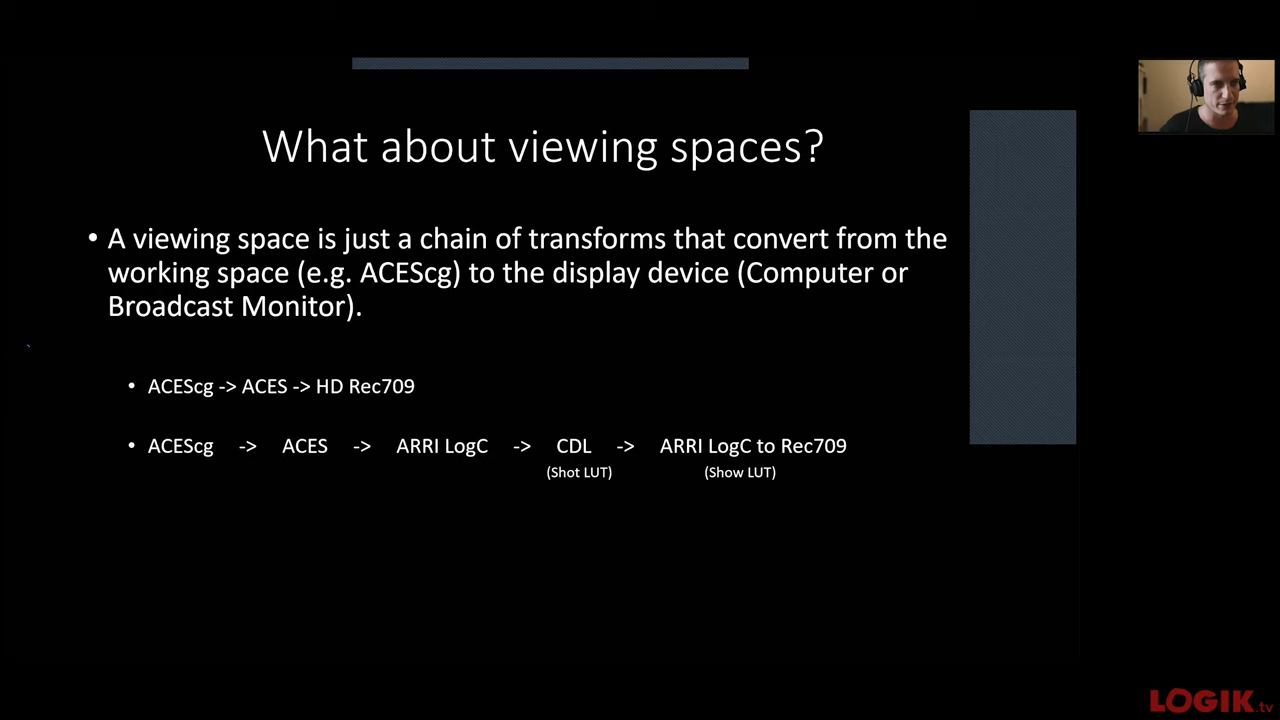 What about viewing spaces?
• A viewing space is just a chain of transforms that convert from the
working space (e.g. ACEScg) to the display device (Computer or
Broadcast Monitor).
• ACEScg -> ACES -> HD Rec709
• ACEScg -> ACES -> ARRI LogC -> CDL -> ARRI LogC to Rec709
(Shot LUT) (Show LUT)
LOGIK.tv